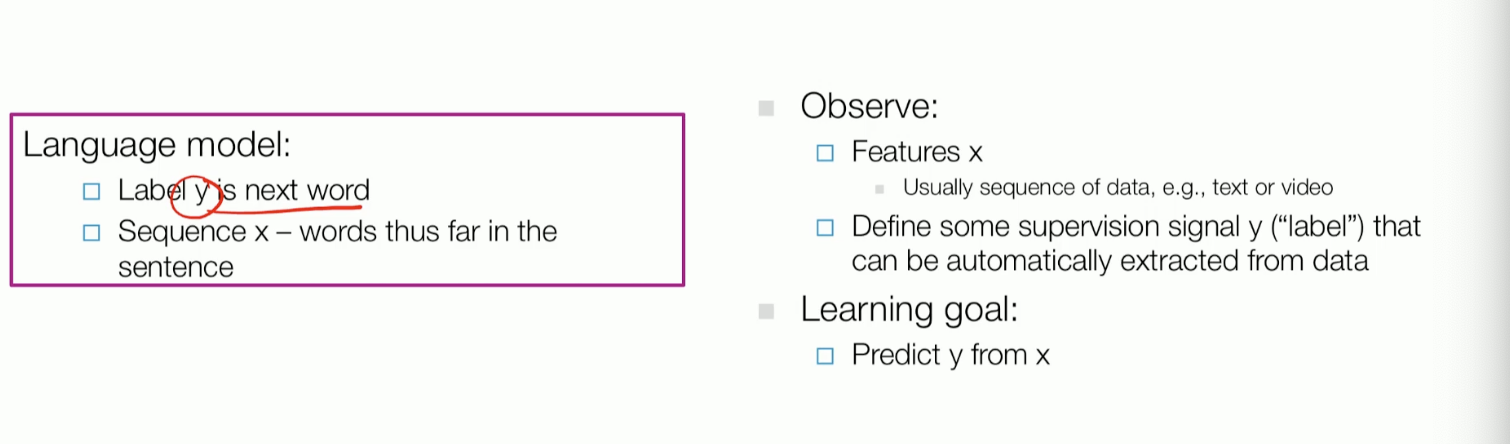 Language model:
Label y is next word
Sequence x – words thus far in the
sentence
Observe:
Features x
Usually sequence of data, e.g., text or video
Define some supervision signal y (“label”) that
can be automatically extracted from data
Learning goal:
Predict y from x